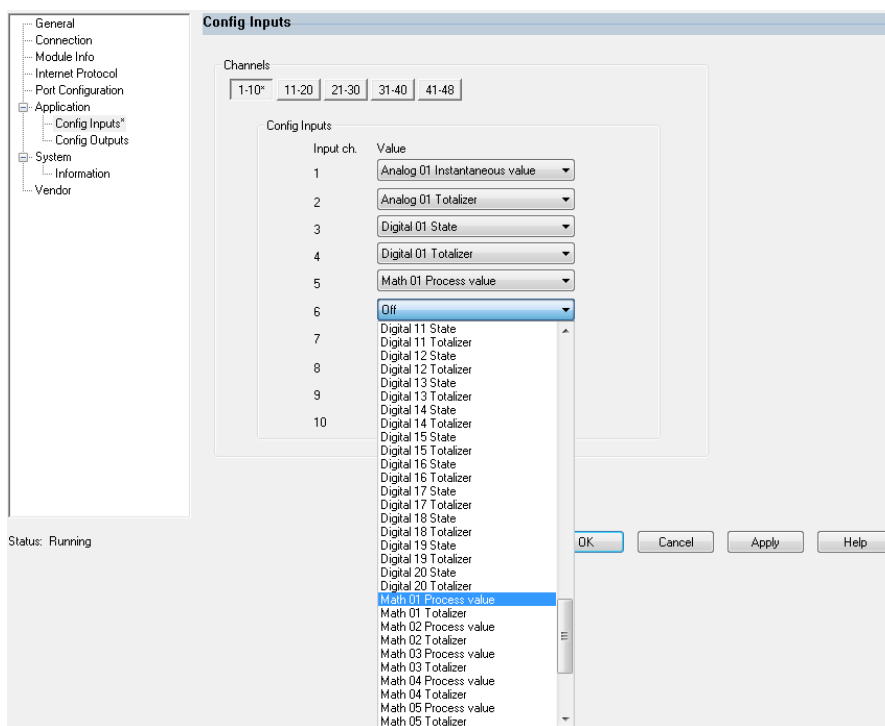 General
Connection
Module Info
Internet Protocol
Port Configuration
Application
Config Inputs*
Config Outputs
System
Information
Vendor
Status: Running
Config Inputs
Channels
1-10* 11-20 21-30 31-40 41-48
Config Inputs
Input ch. Value
1 Analog 01 Instantaneous value
2 Analog 01 Totalizer
3 Digital 01 State
4 Digital 01 Totalizer
5 Math 01 Process value
6 Off
7
8
9
10
Digital 11 State
Digital 11 Totalizer
Digital 12 State
Digital 12 Totalizer
Digital 13 State
Digital 13 Totalizer
Digital 14 State
Digital 14 Totalizer
Digital 15 State
Digital 15 Totalizer
Digital 16 State
Digital 16 Totalizer
Digital 17 State
Digital 17 Totalizer
Digital 18 State
Digital 18 Totalizer
Digital 19 State
Digital 19 Totalizer
Digital 20 State
Digital 20 Totalizer
Math 01 Process value
Math 01 Totalizer
Math 02 Process value
Math 02 Totalizer
Math 03 Process value
Math 03 Totalizer
Math 04 Process value
Math 04 Totalizer
Math 05 Process value
Math 05 Totalizer
OK Cancel Apply Help